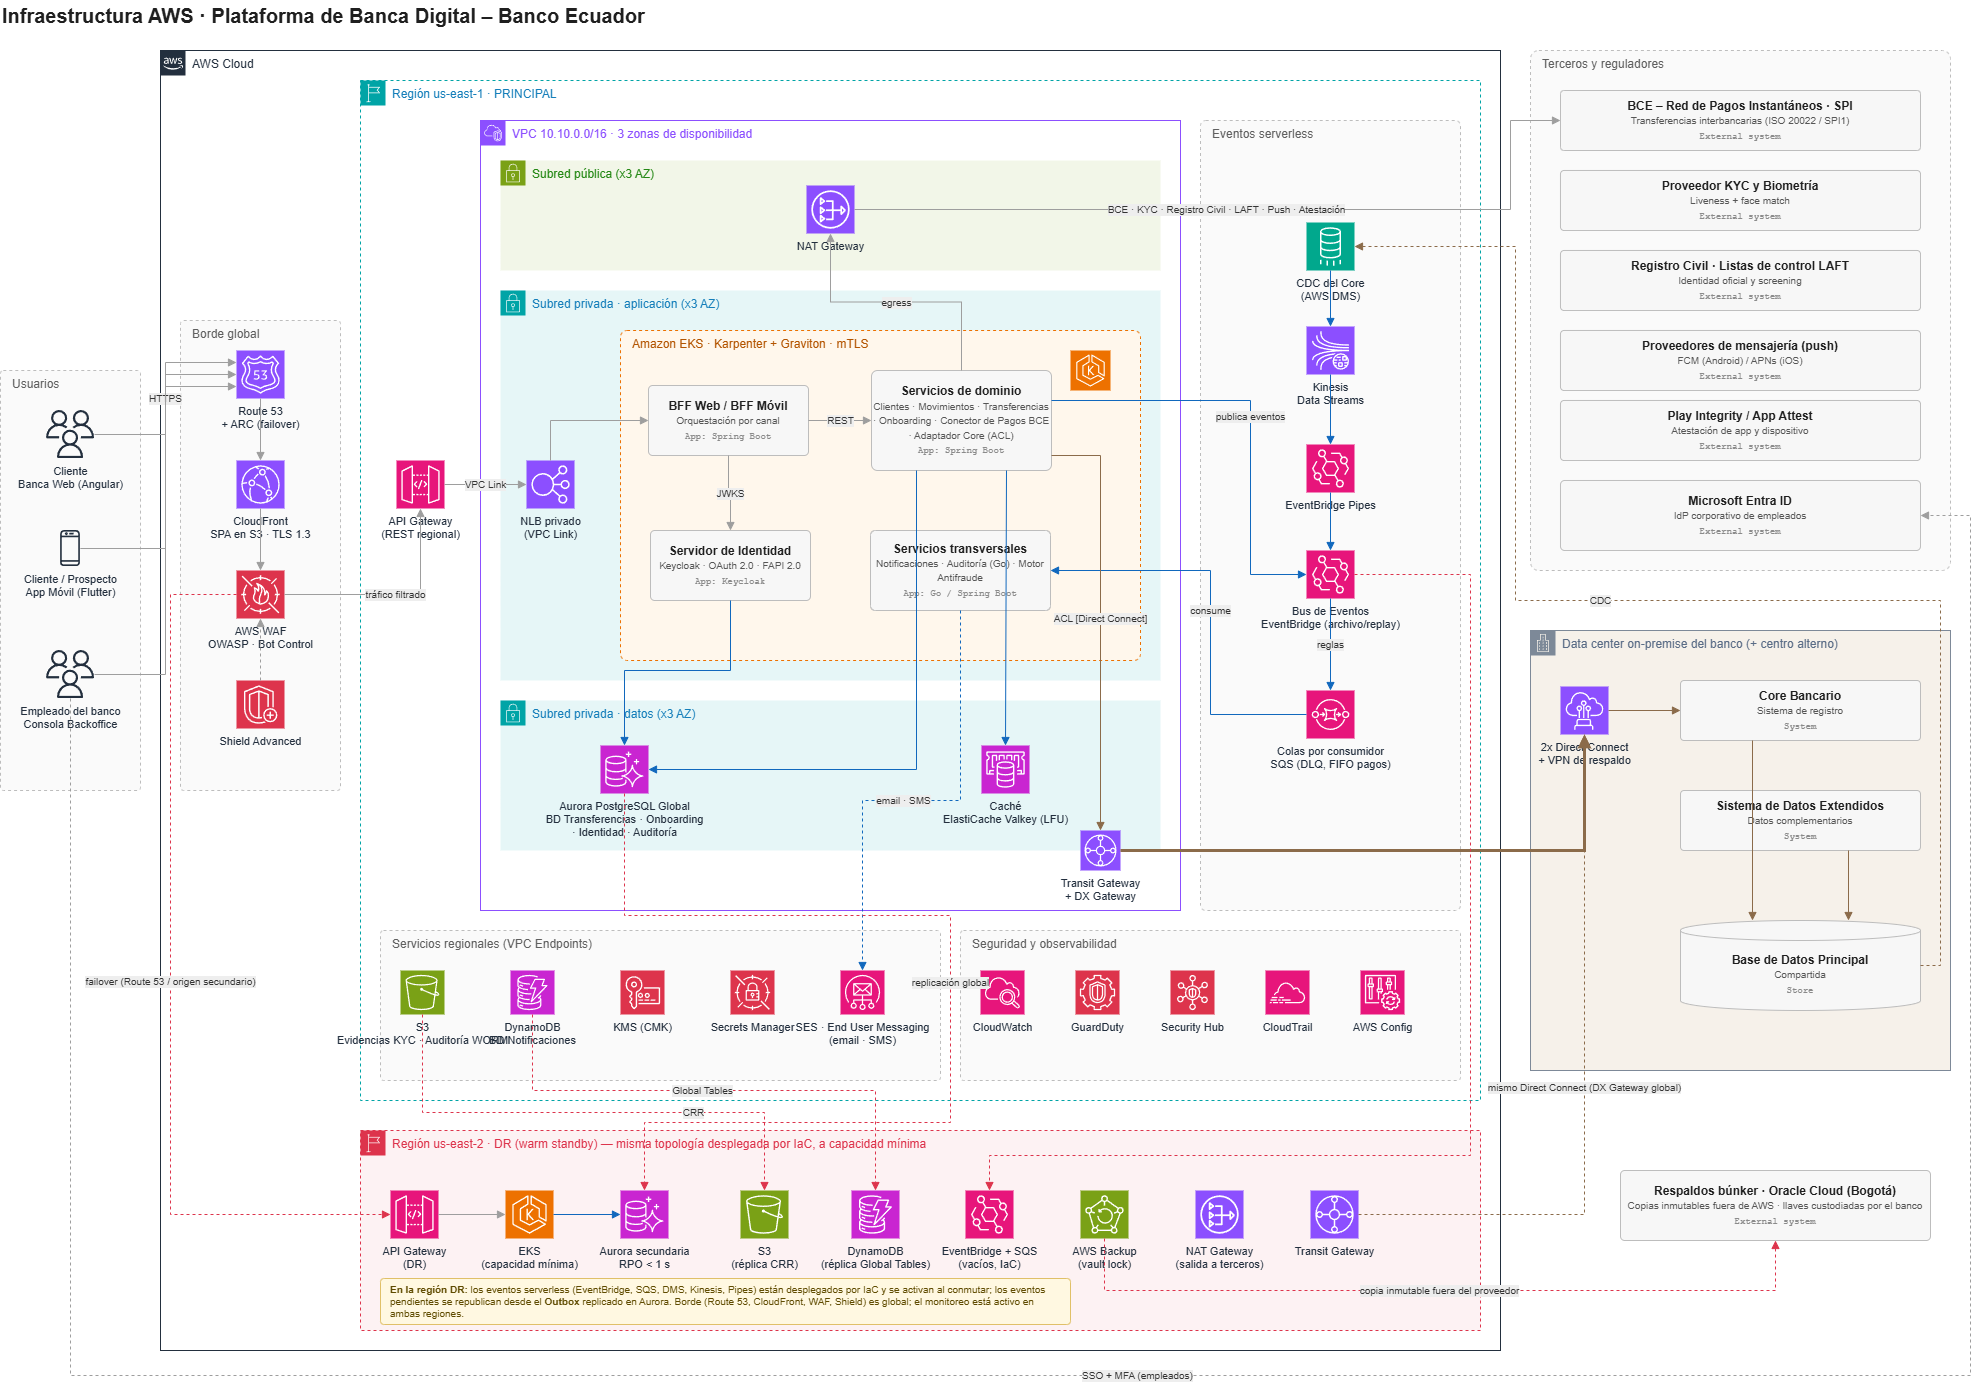 Infraestructura AWS · Plataforma de Banca Digital – Banco Ecuador
aws
AWS Cloud
Región us-east-1 · PRINCIPAL
VPC 10.10.0.0/16 · 3 zonas de disponibilidad
Subred pública (x3 AZ)
NAT Gateway
BCE · KYC · Registro Civil · LAFT · Push · Atestación
egress
Subred privada · aplicación (x3 AZ)
Amazon EKS · Karpenter + Graviton · mTLS
BFF Web / BFF Móvil
Orquestación por canal
App: Spring Boot
REST
Servicios de dominio
Clientes · Movimientos · Transferencias
· Onboarding · Conector de Pagos BCE
· Adaptador Core (ACL)
App: Spring Boot
JWKS
Servidor de Identidad
Keycloak · OAuth 2.0 · FAPI 2.0
App: Keycloak
Servicios transversales
Notificaciones · Auditoría (Go) · Motor
Antifraude
App: Go / Spring Boot
ACL [Direct Connect]
Usuarios
Cliente
Banca Web (Angular)
Cliente / Prospecto
App Móvil (Flutter)
Empleado del banco
Consola Backoffice
HTTPS
Borde global
53
Route 53
+ ARC (failover)
CloudFront
SPA en S3 · TLS 1.3
AWS WAF
OWASP · Bot Control
Shield Advanced
tráfico filtrado
API Gateway
(REST regional)
VPC Link
NLB privado
(VPC Link)
Subred privada · datos (x3 AZ)
Aurora PostgreSQL Global
BD Transferencias · Onboarding
· Identidad · Auditoría
email · SMS
Caché
ElastiCache Valkey (LFU)
Transit Gateway
+ DX Gateway
Eventos serverless
CDC del Core
(AWS DMS)
Kinesis
Data Streams
publica eventos
EventBridge Pipes
Bus de Eventos
EventBridge (archivo/replay)
consume
reglas
Colas por consumidor
SQS (DLQ, FIFO pagos)
Terceros y reguladores
BCE – Red de Pagos Instantáneos · SPI
Transferencias interbancarias (ISO 20022 / SPI1)
External system
Proveedor KYC y Biometría
Liveness + face match
External system
Registro Civil · Listas de control LAFT
Identidad oficial y screening
External system
Proveedores de mensajería (push)
FCM (Android) / APNs (iOS)
External system
Play Integrity / App Attest
Atestación de app y dispositivo
External system
Microsoft Entra ID
IdP corporativo de empleados
External system
CDC
Data center on-premise del banco (+ centro alterno)
2x Direct Connect
+ VPN de respaldo
Core Bancario
Sistema de registro
System
Sistema de Datos Extendidos
Datos complementarios
System
Base de Datos Principal
Compartida
Store
mismo Direct Connect (DX Gateway global)
Servicios regionales (VPC Endpoints)
S3
Evidencias KYC · Auditoría WORM
DynamoDB
BD Notificaciones
KMS (CMK)
Secrets Manager
SES · End User Messaging
(email · SMS)
Seguridad y observabilidad
replicación global
CloudWatch
GuardDuty
Security Hub
CloudTrail
AWS Config
failover (Route 53 / origen secundario)
Global Tables
CRR
Región us-east-2 · DR (warm standby) — misma topología desplegada por IaC, a capacidad mínima
API Gateway
(DR)
EKS
(capacidad mínima)
Aurora secundaria
RPO < 1 s
S3
(réplica CRR)
DynamoDB
(réplica Global Tables)
EventBridge + SQS
(vacíos, IaC)
AWS Backup
(vault lock)
NAT Gateway
(salida a terceros)
Transit Gateway
En la región DR: los eventos serverless (EventBridge, SQS, DMS, Kinesis, Pipes) están desplegados por IaC y se activan al conmutar; los eventos
pendientes se republican desde el Outbox replicado en Aurora. Borde (Route 53, CloudFront, WAF, Shield) es global; el monitoreo está activo en
ambas regiones.
Respaldos búnker · Oracle Cloud (Bogotá)
Copias inmutables fuera de AWS · llaves custodiadas por el banco
External system
copia inmutable fuera del proveedor
SSO + MFA (empleados)